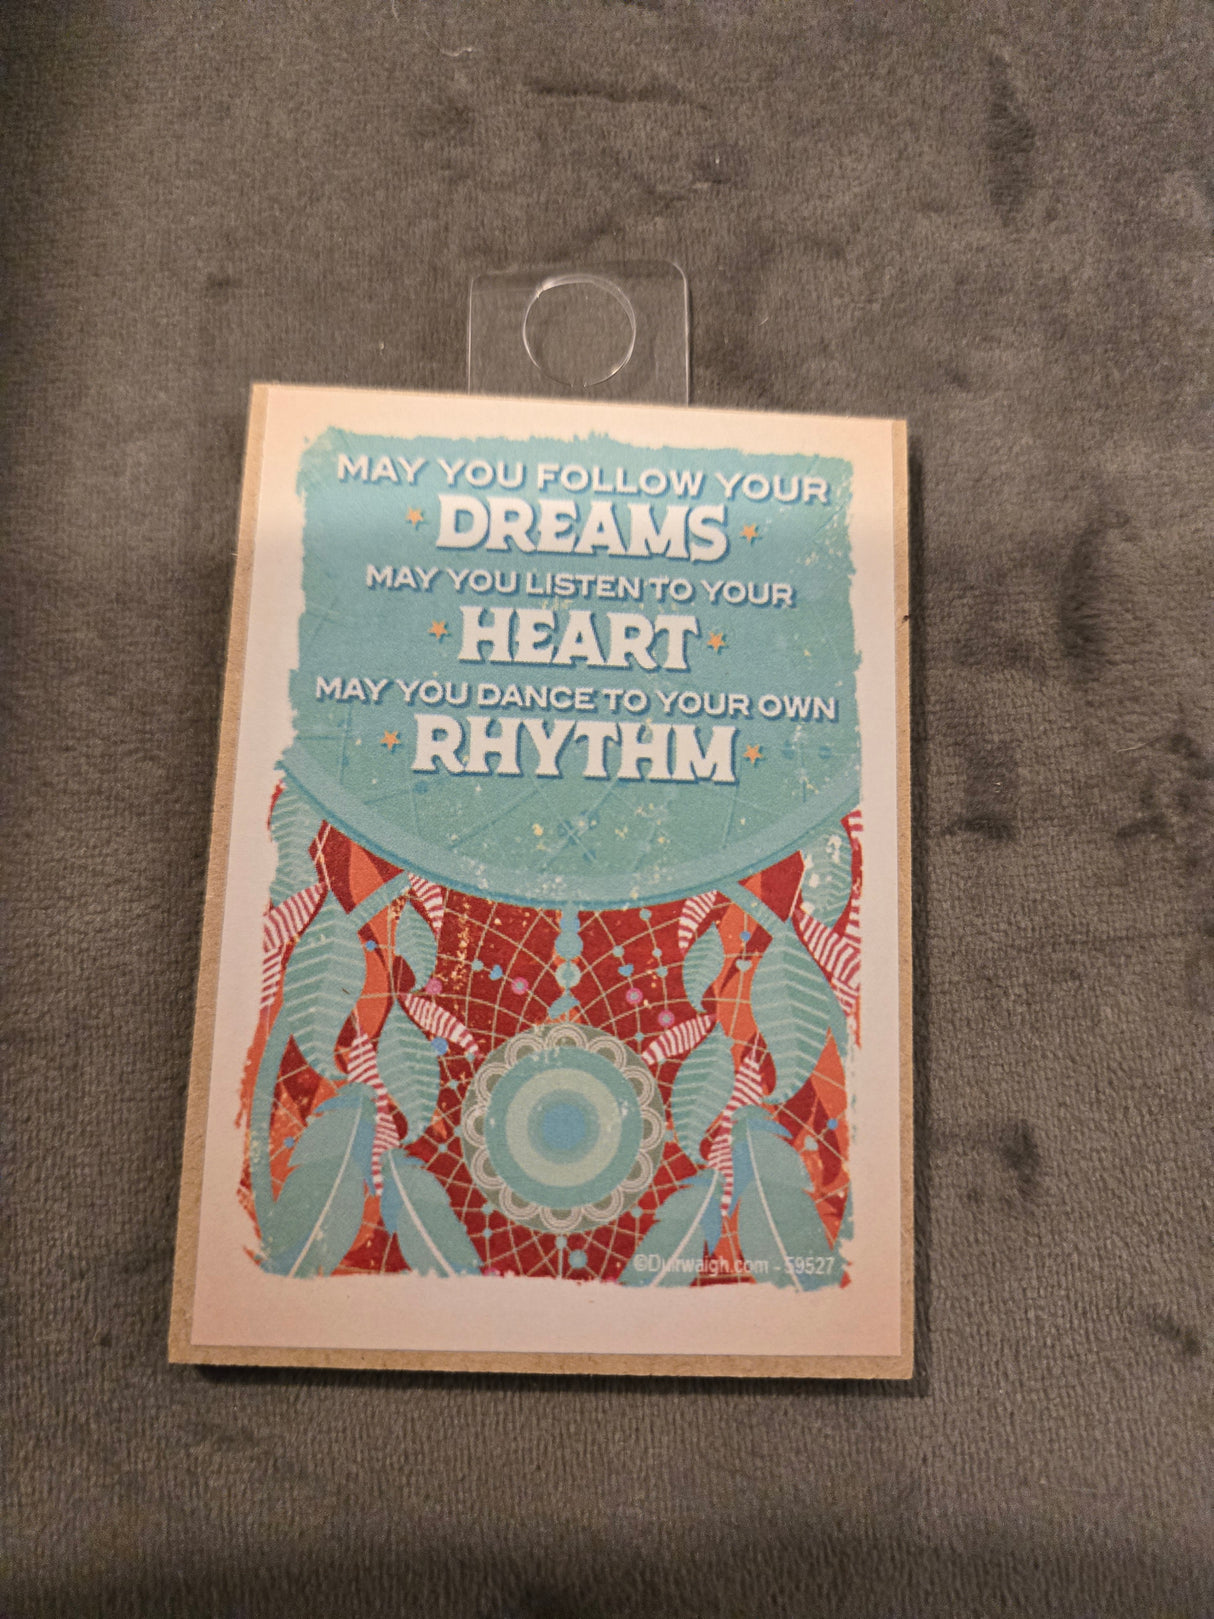 MAY YOU FOLLOW YOUR
DREAMS
MAY YOU LISTEN TO YOUR
HEART
MAY YOU DANCE TO YOUR OWN
RHYTHM
©Duirwaigh.com - 59527